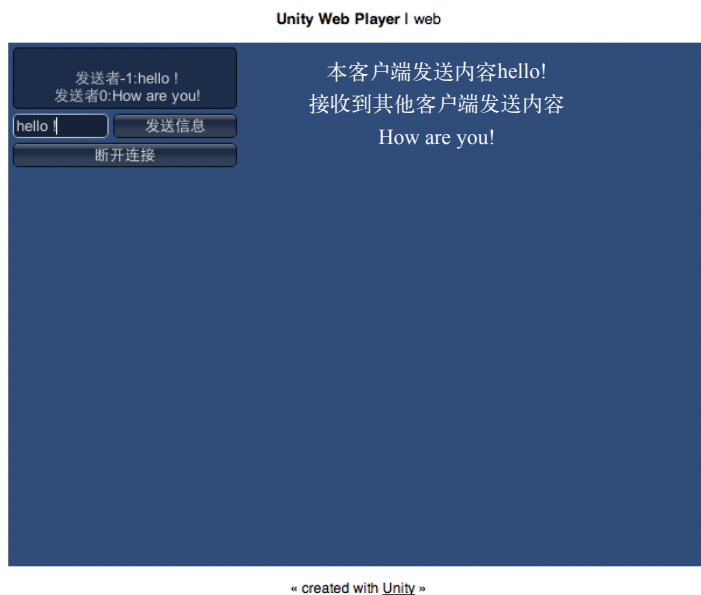 Unity Web Player | web
发送者-1:hello !
发送者0:How are you!
hello !
发送信息
断开连接
本客户端发送内容hello!
接收到其他客户端发送内容
How are you!
« created with Unity »